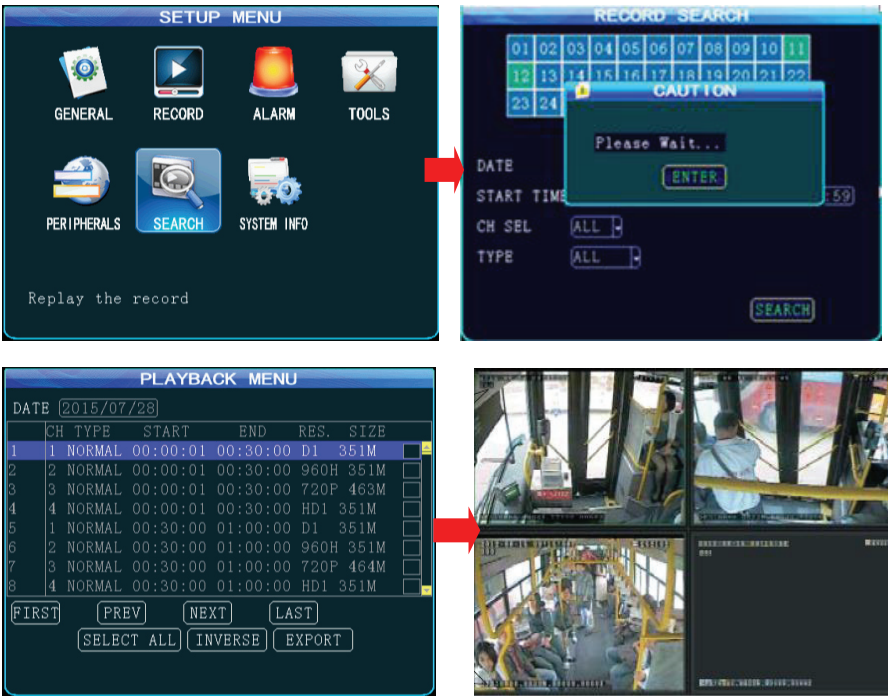 SETUP MENU
GENERAL RECORD ALARM TOOLS
PERIPHERALS SEARCH SYSTEM INFO
Replay the record
RECORD SEARCH
01 02 03 04 05 06 07 08 09 10 11
12 13 14 15 16 17 18 19 20 21 22
23 24
CAUTION
Please Wait...
ENTER
DATE
START TIME :59
CH SEL ALL
TYPE ALL
SEARCH
PLAYBACK MENU
DATE 2015/07/28
CH TYPE START END RES. SIZE
1 1 NORMAL 00:00:01 00:30:00 D1 351M
2 2 NORMAL 00:00:01 00:30:00 960H 351M
3 3 NORMAL 00:00:01 00:30:00 720P 463M
4 4 NORMAL 00:00:01 00:30:00 HD1 351M
5 1 NORMAL 00:30:00 01:00:00 D1 351M
6 2 NORMAL 00:30:00 01:00:00 960H 351M
7 3 NORMAL 00:30:00 01:00:00 720P 464M
8 4 NORMAL 00:30:00 01:00:00 HD1 351M
FIRST PREV NEXT LAST
SELECT ALL INVERSE EXPORT